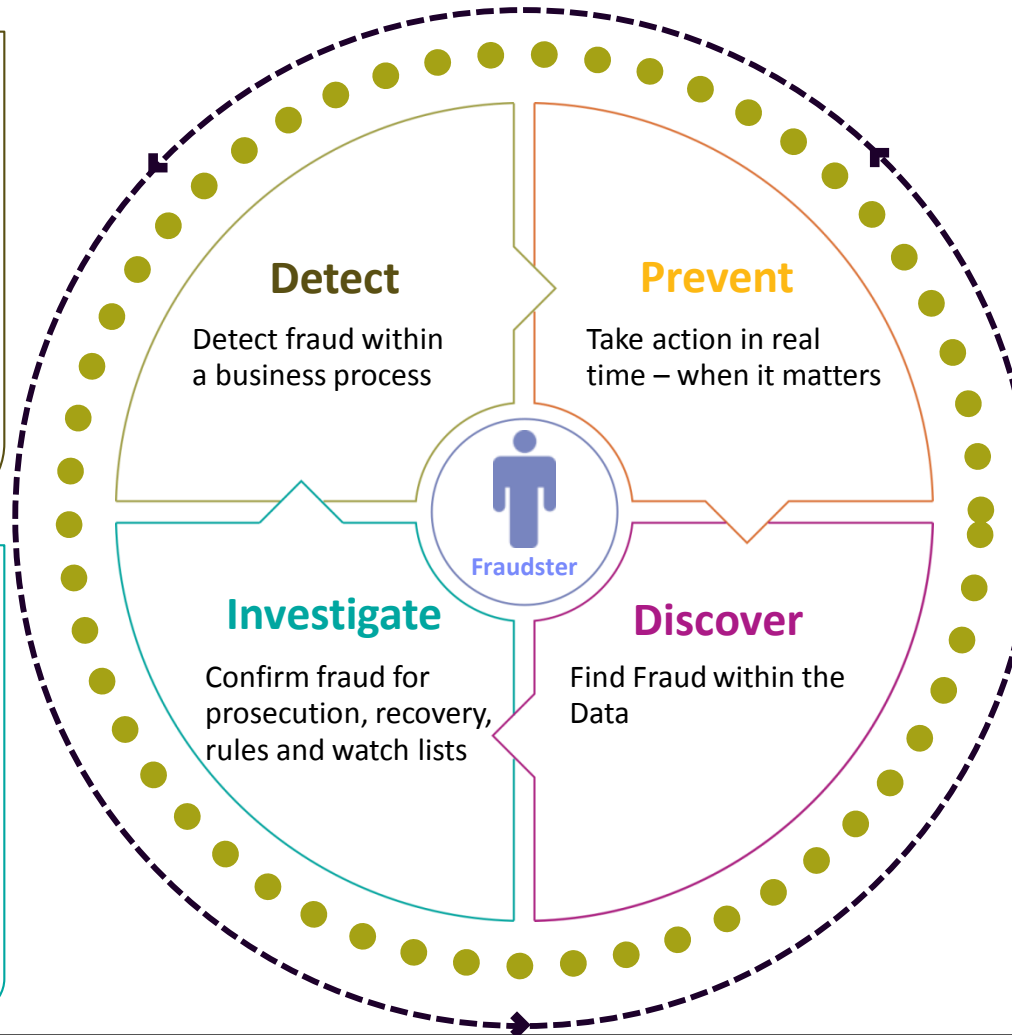 Detect
Detect fraud within
a business process
Prevent
Take action in real
time – when it matters
Fraudster
Investigate
Confirm fraud for
prosecution, recovery,
rules and watch lists
Discover
Find Fraud within the
Data